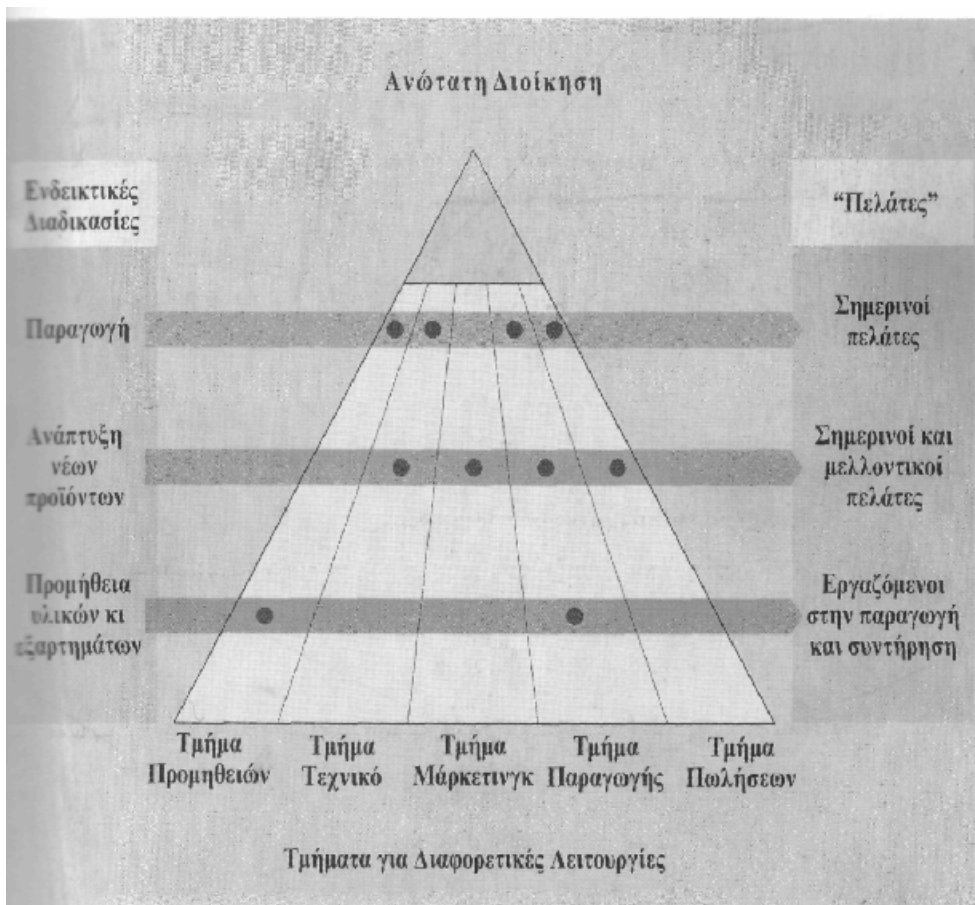 Ανώτατη Διοίκηση
Ενδεικτικές
Διαδικασίες
“Πελάτες”
Παραγωγή
Σημερινοί
πελάτες
Ανάπτυξη
νέων
προϊόντων
Σημερινοί και
μελλοντικοί
πελάτες
Προμήθεια
υλικών κι
εξαρτημάτων
Εργαζόμενοι
στην παραγωγή
και συντήρηση
Τμήμα
Προμηθειών
Τμήμα
Τεχνικό
Τμήμα
Μάρκετινγκ
Τμήμα
Παραγωγής
Τμήμα
Πωλήσεων
Τμήματα για Διαφορετικές Λειτουργίες